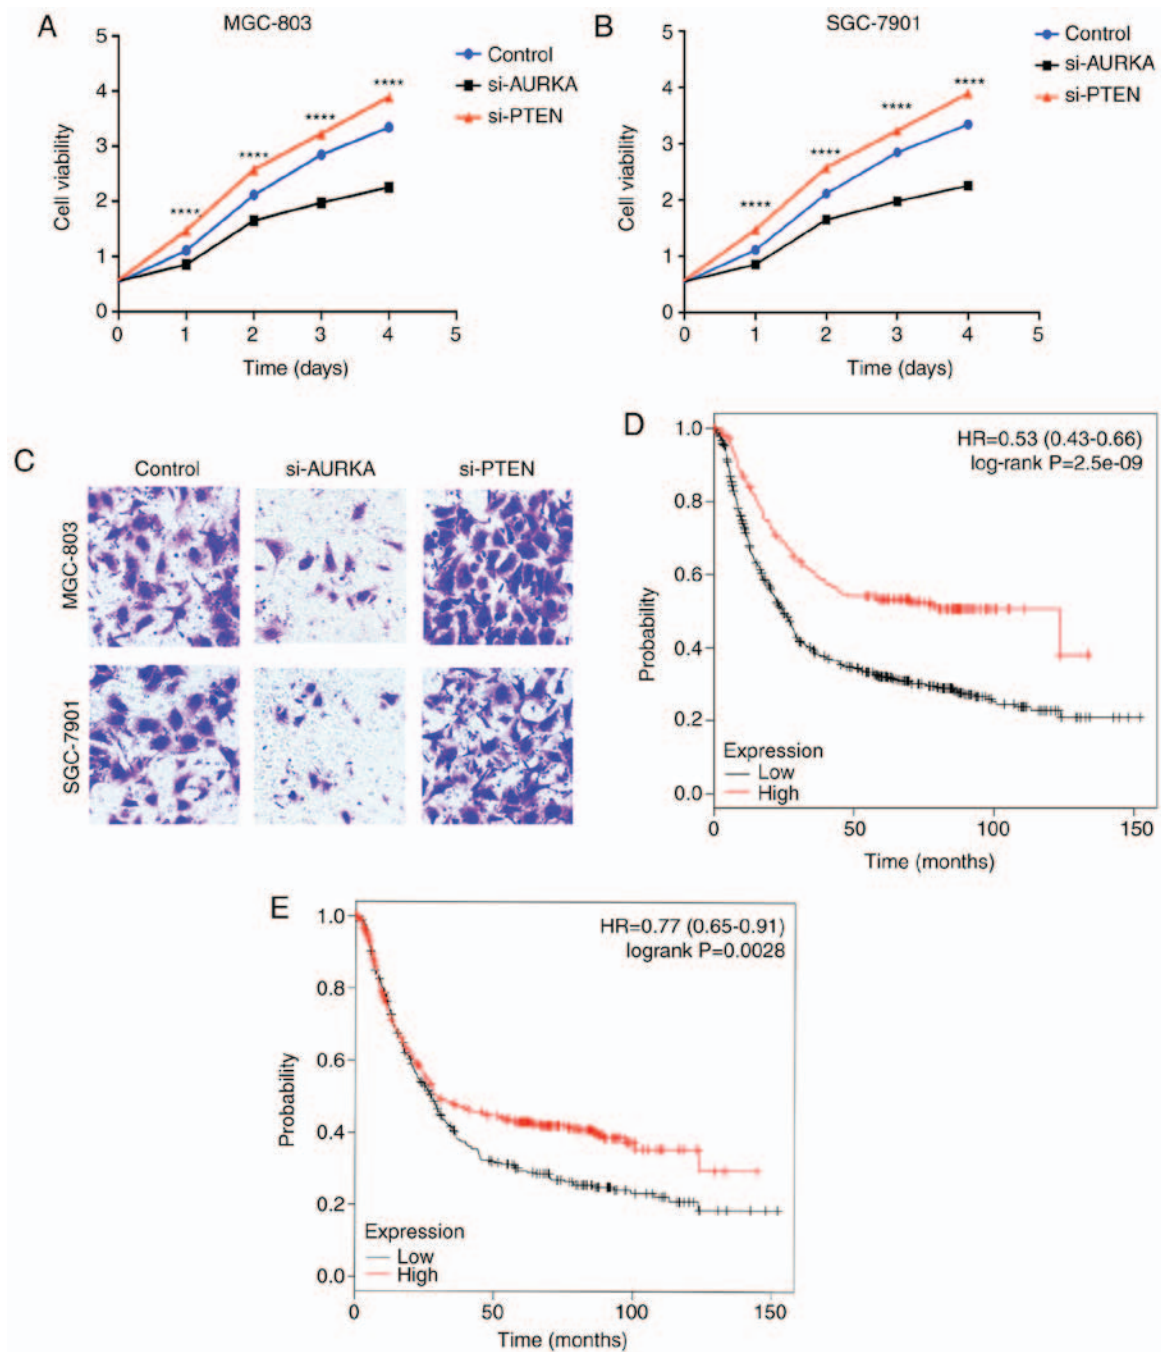 A
MGC-803
5
4
3
2
1
0
Cell viability
****
****
****
****
0 1 2 3 4 5
Time (days)
Control
si-AURKA
si-PTEN
B
SGC-7901
5
4
3
2
1
0
Cell viability
****
****
****
****
0 1 2 3 4 5
Time (days)
Control
si-AURKA
si-PTEN
C
Control si-AURKA si-PTEN
MGC-803
SGC-7901
D
HR=0.53 (0.43-0.66)
log-rank P=2.5e-09
1.0
0.8
0.6
0.4
0.2
0.0
Probability
Expression
Low
High
0 50 100 150
Time (months)
E
HR=0.77 (0.65-0.91)
logrank P=0.0028
1.0
0.8
0.6
0.4
0.2
0.0
Probability
Expression
Low
High
0 50 100 150
Time (months)